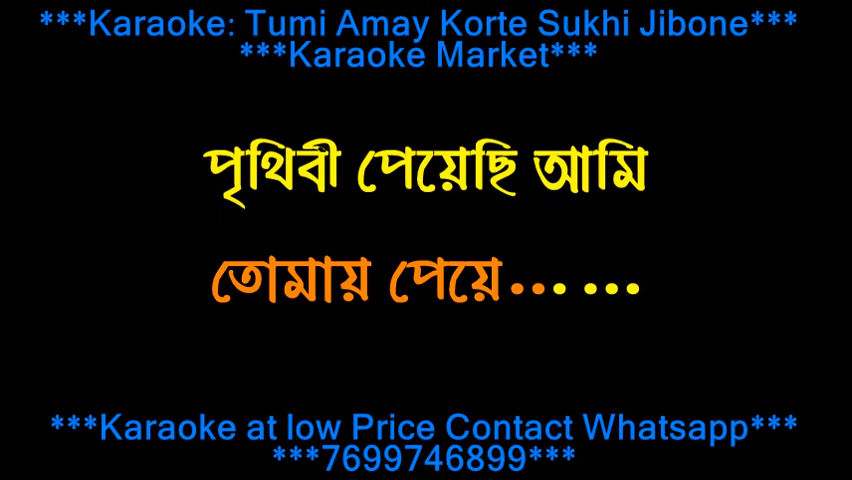 ***Karaoke: Tumi Amay Korte Sukhi Jibone***
***Karaoke Market***
পৃথিবী পেয়েছি আমি
তোমায় পেয়ে... ...
***Karaoke at low Price Contact Whatsapp***
***7699746899***